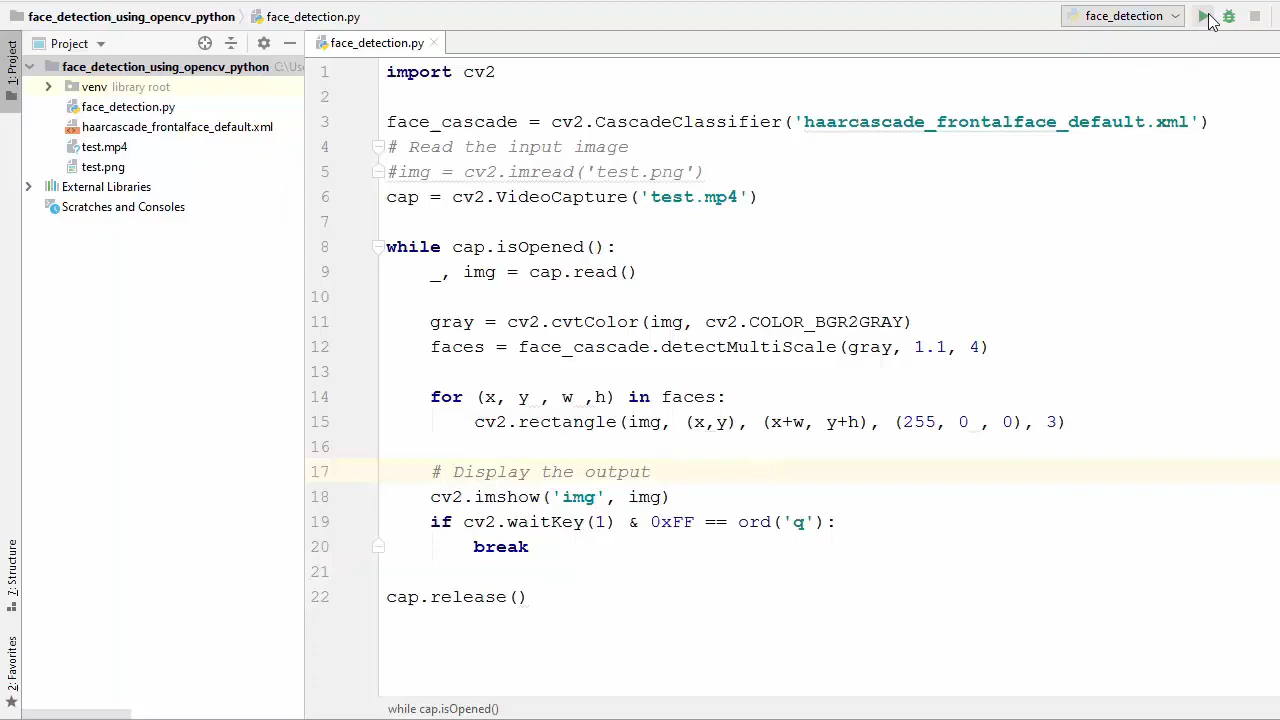 face_detection_using_opencv_python face_detection.py face_detection
Project face_detection.py
1: Project
face_detection_using_opencv_python C:\Use
venv library root
face_detection.py
haarcascade_frontalface_default.xml
test.mp4
test.png
External Libraries
Scratches and Consoles
1 import cv2
2
3 face_cascade = cv2.CascadeClassifier('haarcascade_frontalface_default.xml')
4 # Read the input image
5 #img = cv2.imread('test.png')
6 cap = cv2.VideoCapture('test.mp4')
7
8 while cap.isOpened():
9 _, img = cap.read()
10
11 gray = cv2.cvtColor(img, cv2.COLOR_BGR2GRAY)
12 faces = face_cascade.detectMultiScale(gray, 1.1, 4)
13
14 for (x, y , w ,h) in faces:
15 cv2.rectangle(img, (x,y), (x+w, y+h), (255, 0 , 0), 3)
16
17 # Display the output
18 cv2.imshow('img', img)
19 if cv2.waitKey(1) & 0xFF == ord('q'):
20 break
21
22 cap.release()
7: Structure
2: Favorites
while cap.isOpened()